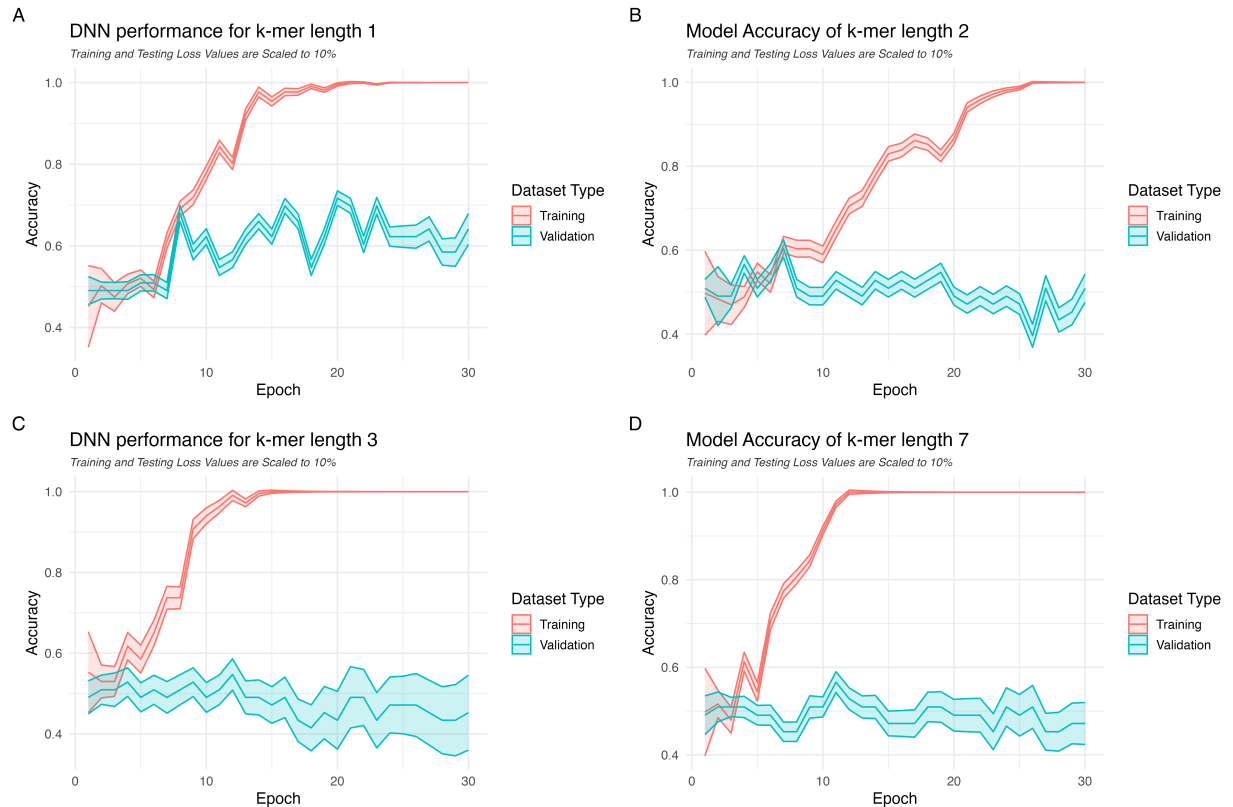 A
DNN performance for k-mer length 1
Training and Testing Loss Values are Scaled to 10%
Accuracy
1.0
0.8
0.6
0.4
0
10
20
30
Epoch
Dataset Type
Training
Validation
B
Model Accuracy of k-mer length 2
Training and Testing Loss Values are Scaled to 10%
Accuracy
1.0
0.8
0.6
0.4
0
10
20
30
Epoch
Dataset Type
Training
Validation
C
DNN performance for k-mer length 3
Training and Testing Loss Values are Scaled to 10%
Accuracy
1.0
0.8
0.6
0.4
0
10
20
30
Epoch
Dataset Type
Training
Validation
D
Model Accuracy of k-mer length 7
Training and Testing Loss Values are Scaled to 10%
Accuracy
1.0
0.8
0.6
0.4
0
10
20
30
Epoch
Dataset Type
Training
Validation